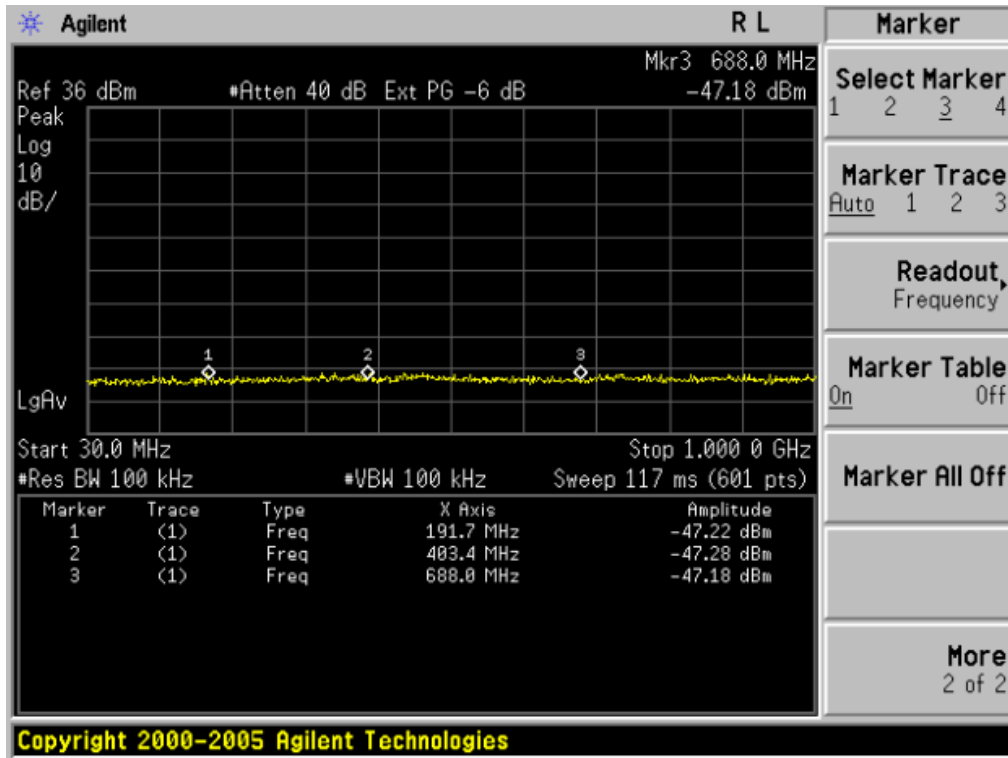 Agilent R L
Mkr3 688.0 MHz
Ref 36 dBm #Atten 40 dB Ext PG -6 dB -47.18 dBm
Peak
Log
10
dB/
1 2 3
LgAv
Start 30.0 MHz Stop 1.000 0 GHz
#Res BW 100 kHz #VBW 100 kHz Sweep 117 ms (601 pts)
Marker Trace Type X Axis Amplitude
1 (1) Freq 191.7 MHz -47.22 dBm
2 (1) Freq 403.4 MHz -47.28 dBm
3 (1) Freq 688.0 MHz -47.18 dBm
Marker
Select Marker
1 2 3 4
Marker Trace
Auto 1 2 3
Readout
Frequency
Marker Table
On Off
Marker All Off
More
2 of 2
Copyright 2000-2005 Agilent Technologies